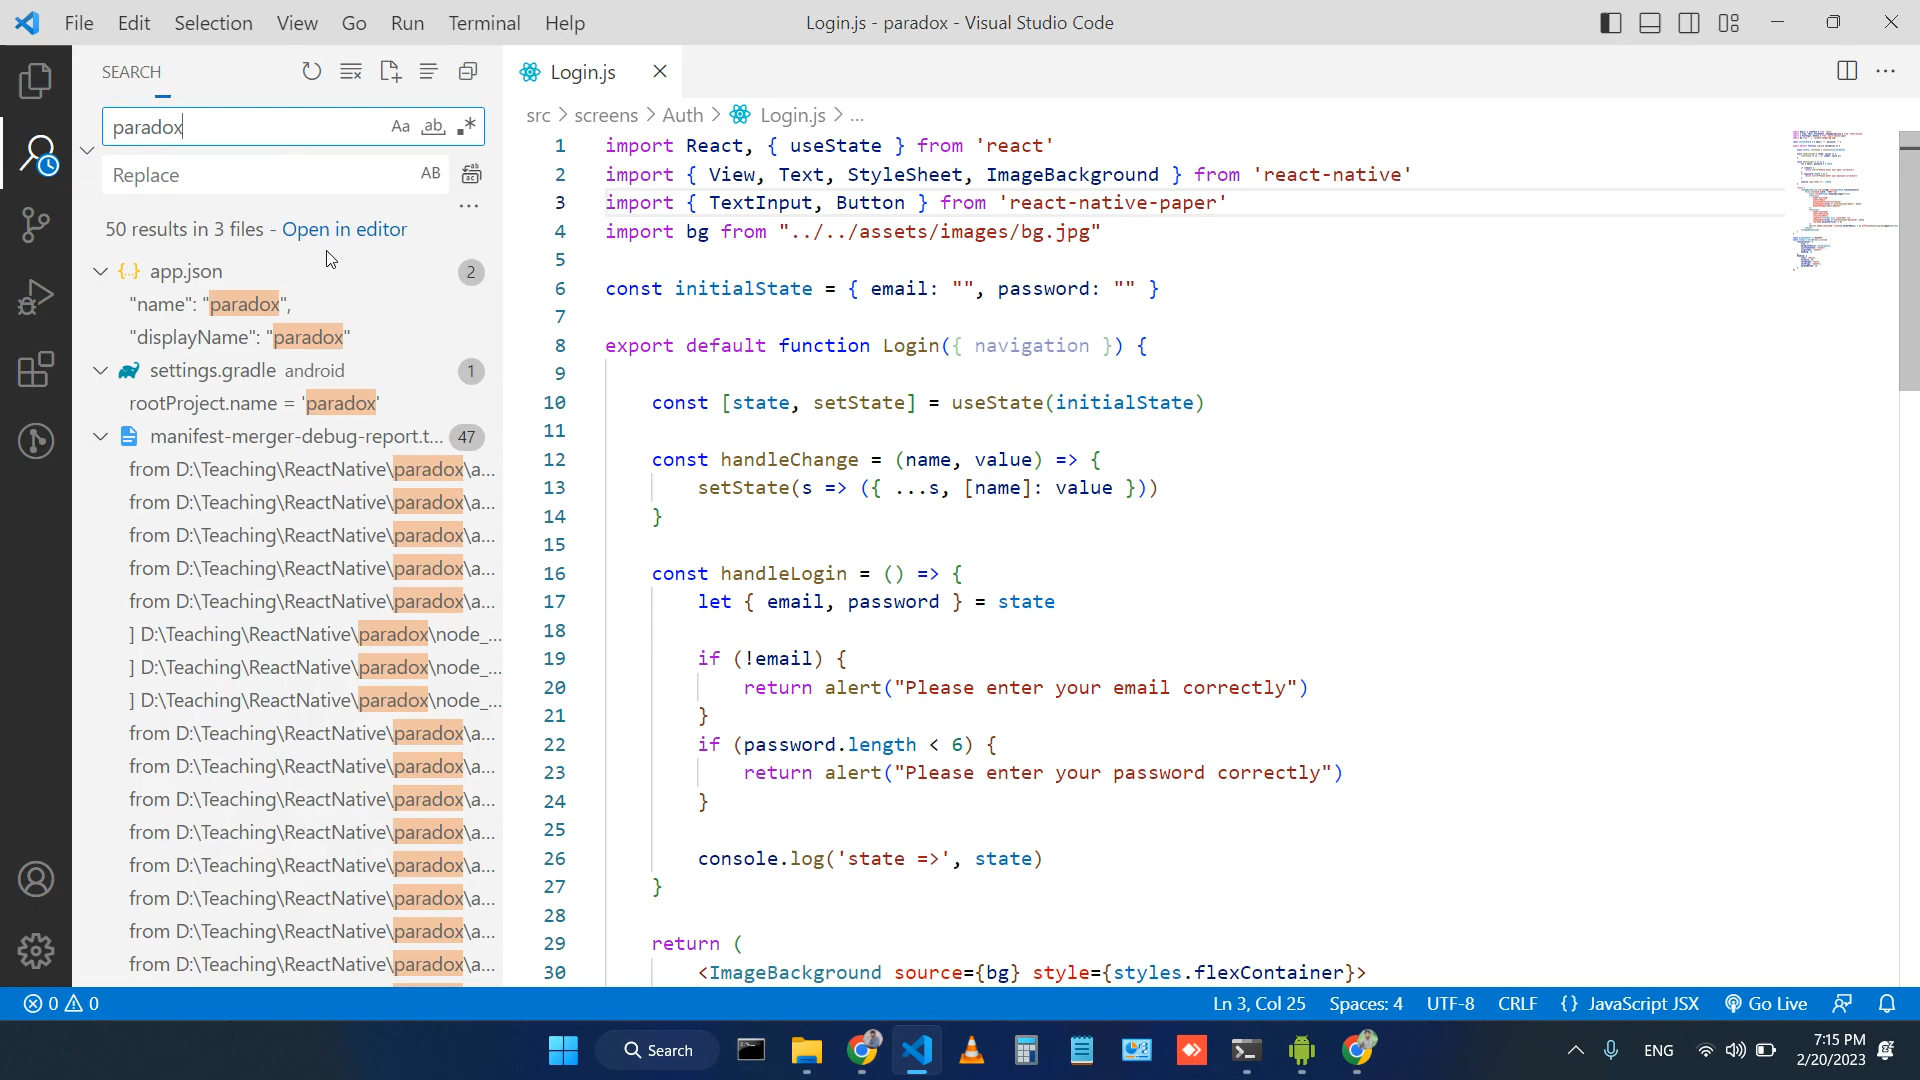 File Edit Selection View Go Run Terminal Help
Login.js - paradox - Visual Studio Code
SEARCH
paradox
Aa ab .*
Replace
AB
50 results in 3 files - Open in editor
{..} app.json 2
"name": "paradox",
"displayName": "paradox"
settings.gradle android 1
rootProject.name = 'paradox'
manifest-merger-debug-report.t... 47
from D:\Teaching\ReactNative\paradox\a...
from D:\Teaching\ReactNative\paradox\a...
from D:\Teaching\ReactNative\paradox\a...
from D:\Teaching\ReactNative\paradox\a...
from D:\Teaching\ReactNative\paradox\a...
] D:\Teaching\ReactNative\paradox\node_...
] D:\Teaching\ReactNative\paradox\node_...
] D:\Teaching\ReactNative\paradox\node_...
from D:\Teaching\ReactNative\paradox\a...
from D:\Teaching\ReactNative\paradox\a...
from D:\Teaching\ReactNative\paradox\a...
from D:\Teaching\ReactNative\paradox\a...
from D:\Teaching\ReactNative\paradox\a...
from D:\Teaching\ReactNative\paradox\a...
from D:\Teaching\ReactNative\paradox\a...
from D:\Teaching\ReactNative\paradox\a...
Login.js
src > screens > Auth > Login.js > ...
1 import React, { useState } from 'react'
2 import { View, Text, StyleSheet, ImageBackground } from 'react-native'
3 import { TextInput, Button } from 'react-native-paper'
4 import bg from "../../assets/images/bg.jpg"
5
6 const initialState = { email: "", password: "" }
7
8 export default function Login({ navigation }) {
9
10 const [state, setState] = useState(initialState)
11
12 const handleChange = (name, value) => {
13 setState(s => ({ ...s, [name]: value }))
14 }
15
16 const handleLogin = () => {
17 let { email, password } = state
18
19 if (!email) {
20 return alert("Please enter your email correctly")
21 }
22 if (password.length < 6) {
23 return alert("Please enter your password correctly")
24 }
25
26 console.log('state =>', state)
27 }
28
29 return (
30 <ImageBackground source={bg} style={styles.flexContainer}>
0 0
Ln 3, Col 25 Spaces: 4 UTF-8 CRLF {} JavaScript JSX Go Live
Search
ENG
7:15 PM
2/20/2023